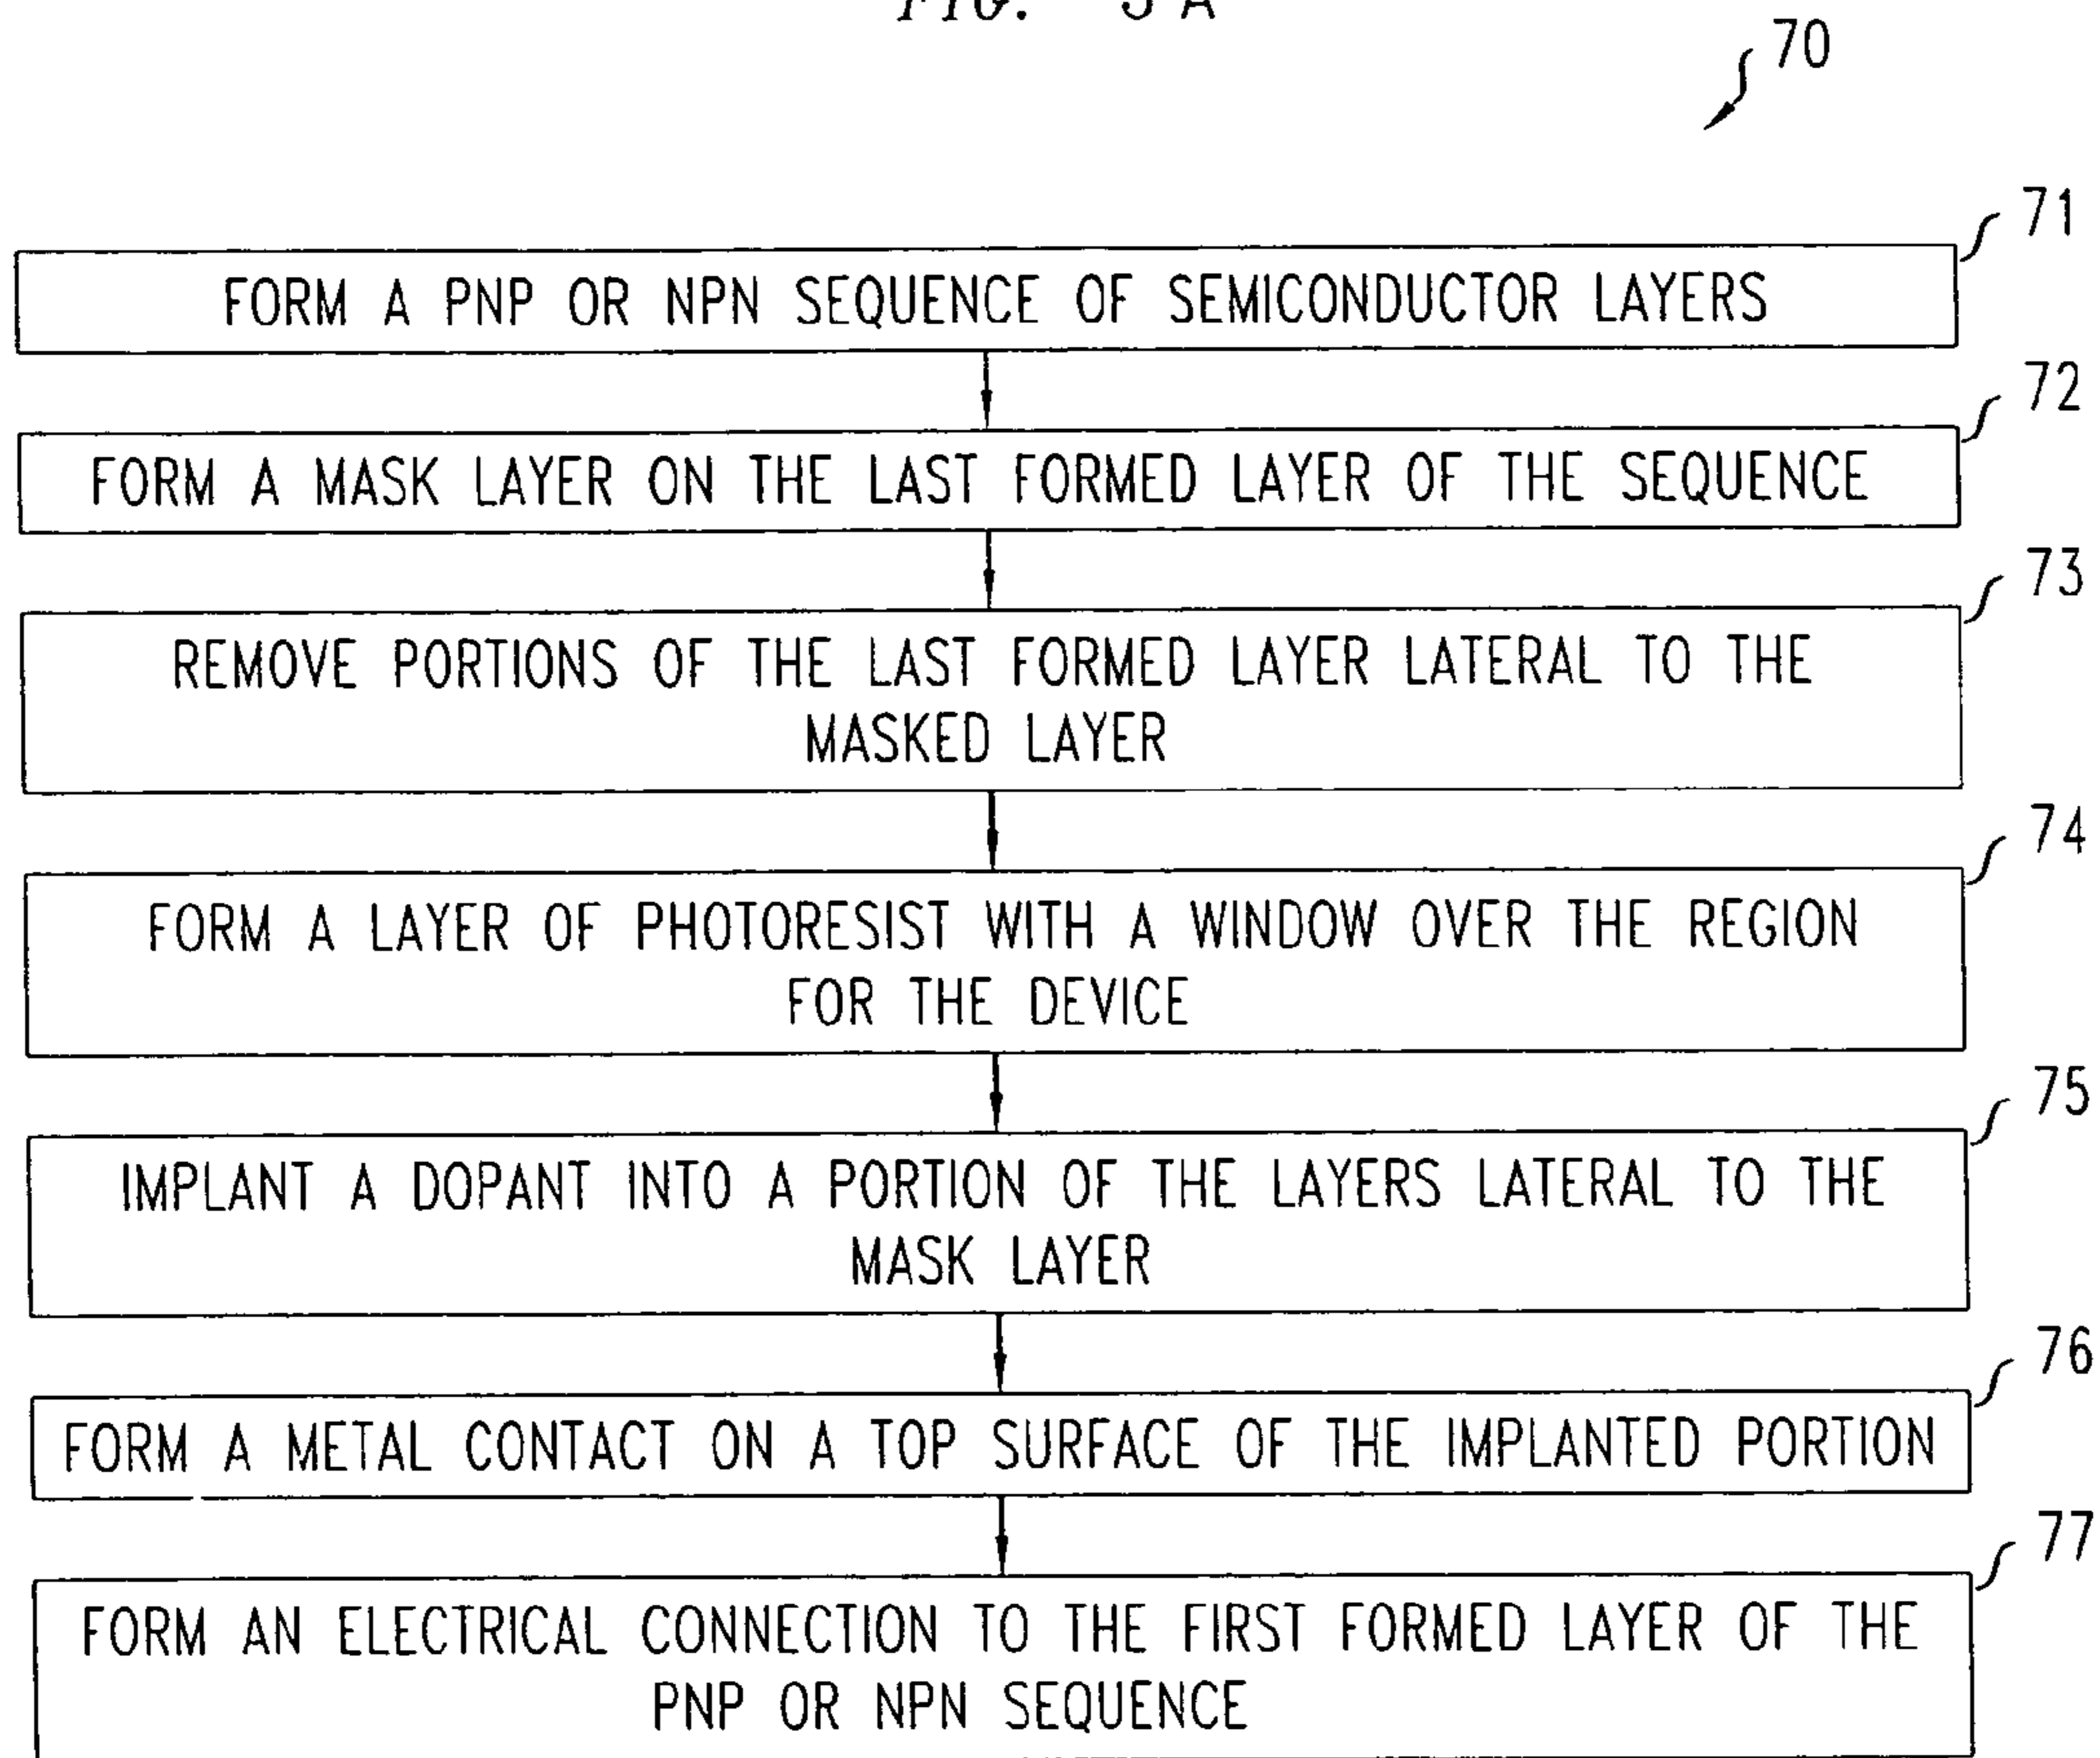 FIG.
70
71
FORM A PNP OR NPN SEQUENCE OF SEMICONDUCTOR LAYERS
72
FORM A MASK LAYER ON THE LAST FORMED LAYER OF THE SEQUENCE
73
REMOVE PORTIONS OF THE LAST FORMED LAYER LATERAL TO THE
MASKED LAYER
74
FORM A LAYER OF PHOTORESIST WITH A WINDOW OVER THE REGION
FOR THE DEVICE
75
IMPLANT A DOPANT INTO A PORTION OF THE LAYERS LATERAL TO THE
MASK LAYER
76
FORM A METAL CONTACT ON A TOP SURFACE OF THE IMPLANTED PORTION
77
FORM AN ELECTRICAL CONNECTION TO THE FIRST FORMED LAYER OF THE
PNP OR NPN SEQUENCE